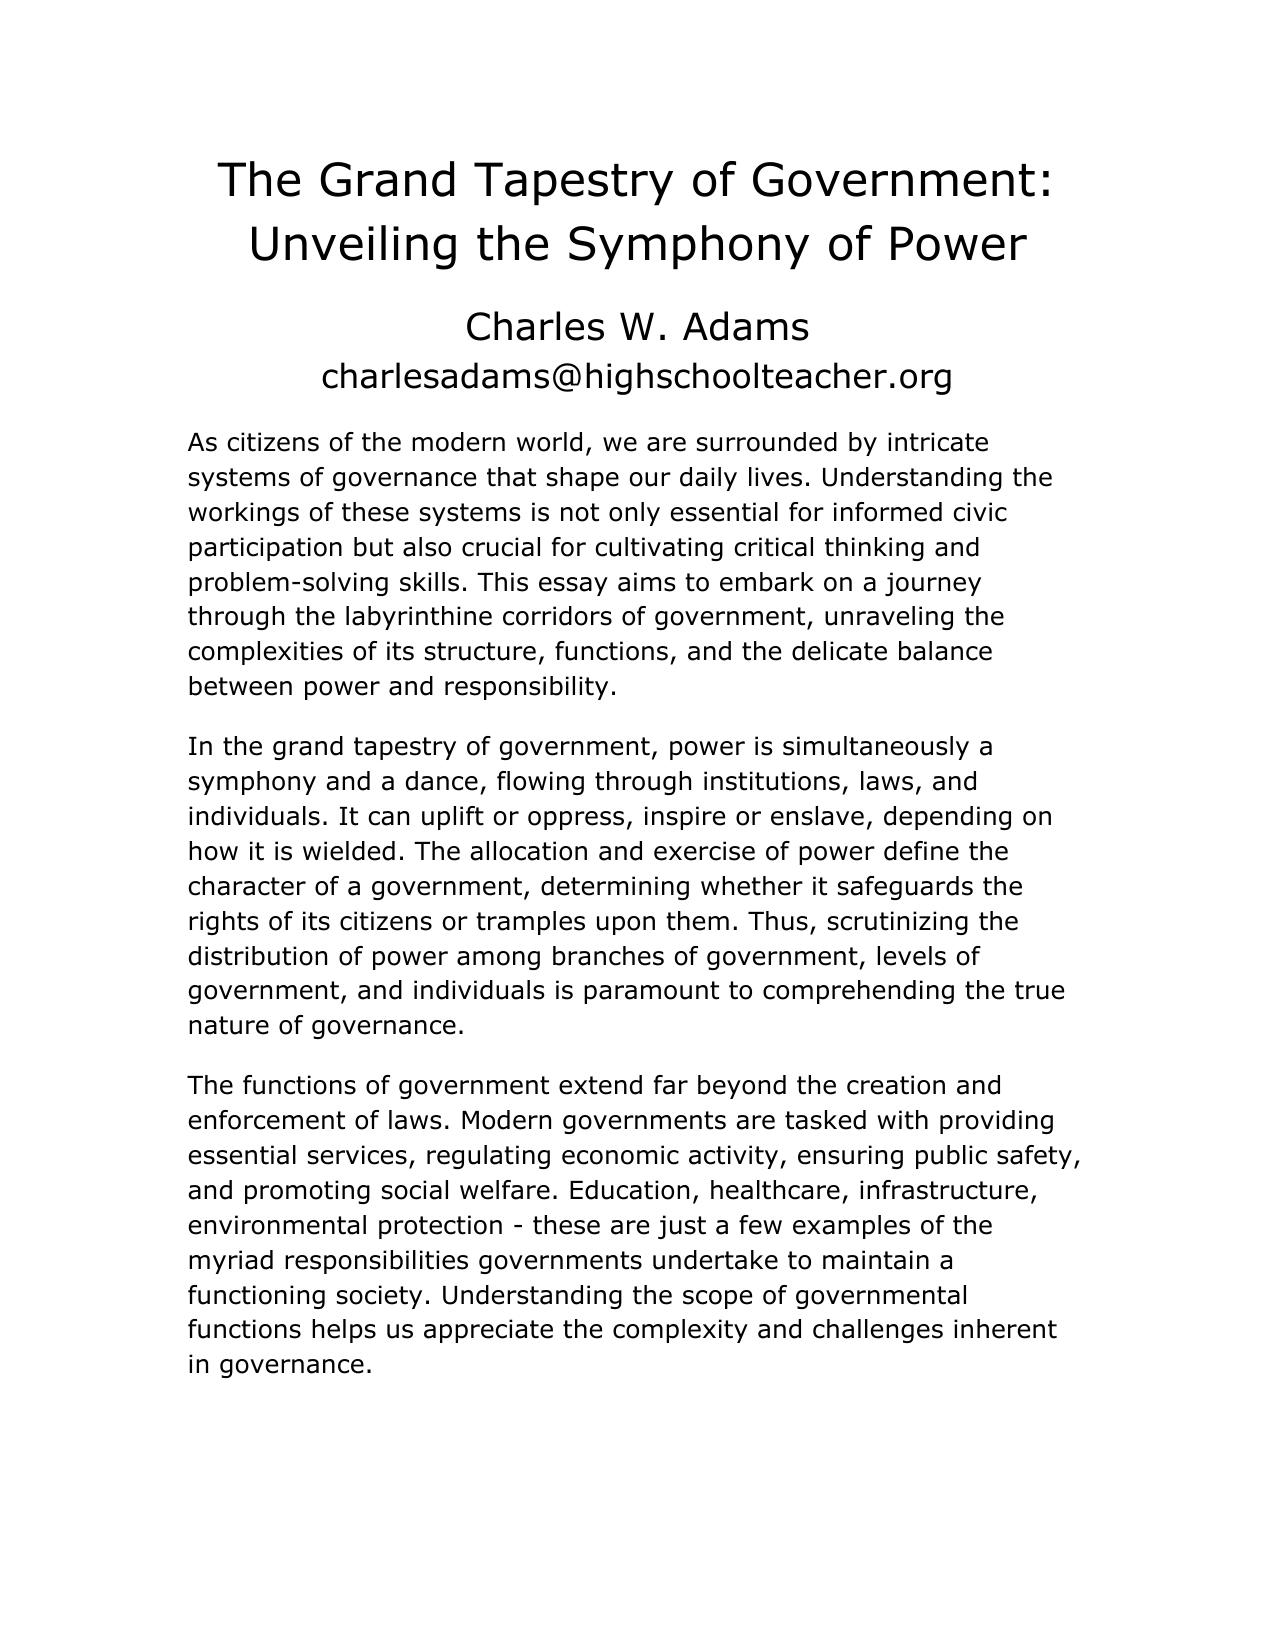 The Grand Tapestry of Government:
Unveiling the Symphony of Power
Charles W. Adams
charlesadams@highschoolteacher.org
As citizens of the modern world, we are surrounded by intricate
systems of governance that shape our daily lives. Understanding the
workings of these systems is not only essential for informed civic
participation but also crucial for cultivating critical thinking and
problem-solving skills. This essay aims to embark on a journey
through the labyrinthine corridors of government, unraveling the
complexities of its structure, functions, and the delicate balance
between power and responsibility.
In the grand tapestry of government, power is simultaneously a
symphony and a dance, flowing through institutions, laws, and
individuals. It can uplift or oppress, inspire or enslave, depending on
how it is wielded. The allocation and exercise of power define the
character of a government, determining whether it safeguards the
rights of its citizens or tramples upon them. Thus, scrutinizing the
distribution of power among branches of government, levels of
government, and individuals is paramount to comprehending the true
nature of governance.
The functions of government extend far beyond the creation and
enforcement of laws. Modern governments are tasked with providing
essential services, regulating economic activity, ensuring public safety,
and promoting social welfare. Education, healthcare, infrastructure,
environmental protection - these are just a few examples of the
myriad responsibilities governments undertake to maintain a
functioning society. Understanding the scope of governmental
functions helps us appreciate the complexity and challenges inherent
in governance.